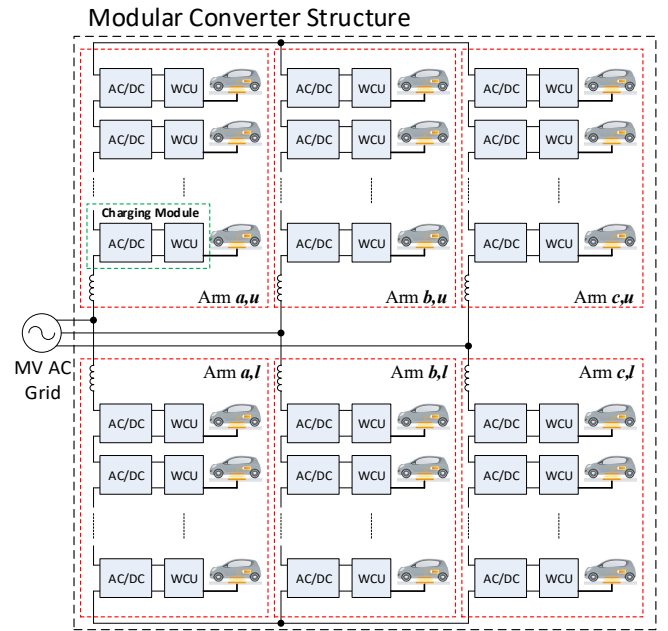 Modular Converter Structure
AC/DC WCU AC/DC WCU AC/DC WCU
AC/DC WCU AC/DC WCU AC/DC WCU
Charging Module
AC/DC WCU AC/DC WCU AC/DC WCU
Arm a,u Arm b,u Arm c,u
MV AC
Grid
Arm a,l Arm b,l Arm c,l
AC/DC WCU AC/DC WCU AC/DC WCU
AC/DC WCU AC/DC WCU AC/DC WCU
AC/DC WCU AC/DC WCU AC/DC WCU